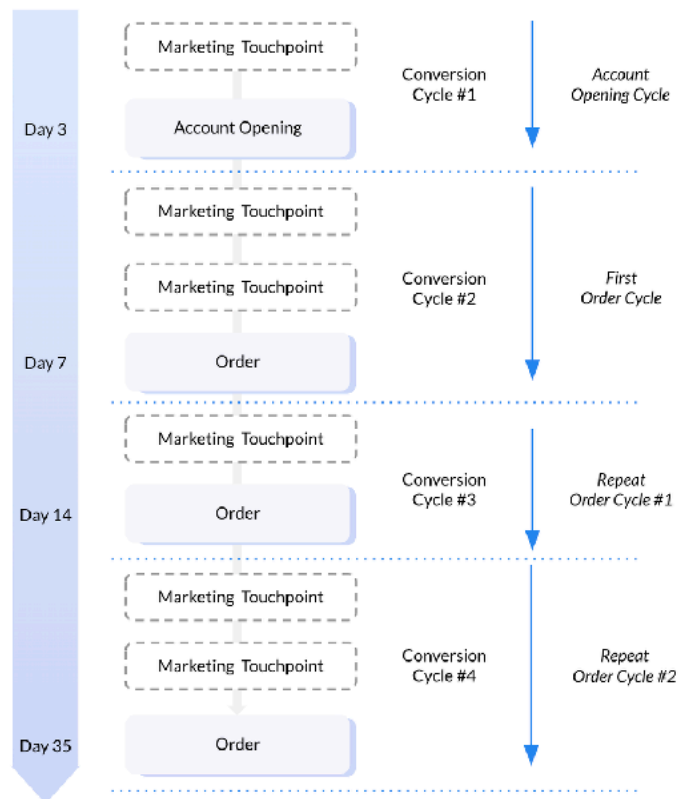 Marketing Touchpoint
Conversion
Cycle #1
Account
Opening Cycle
Day 3
Account Opening
Marketing Touchpoint
Marketing Touchpoint
Conversion
Cycle #2
First
Order Cycle
Day 7
Order
Marketing Touchpoint
Conversion
Cycle #3
Repeat
Order Cycle #1
Day 14
Order
Marketing Touchpoint
Marketing Touchpoint
Conversion
Cycle #4
Repeat
Order Cycle #2
Day 35
Order